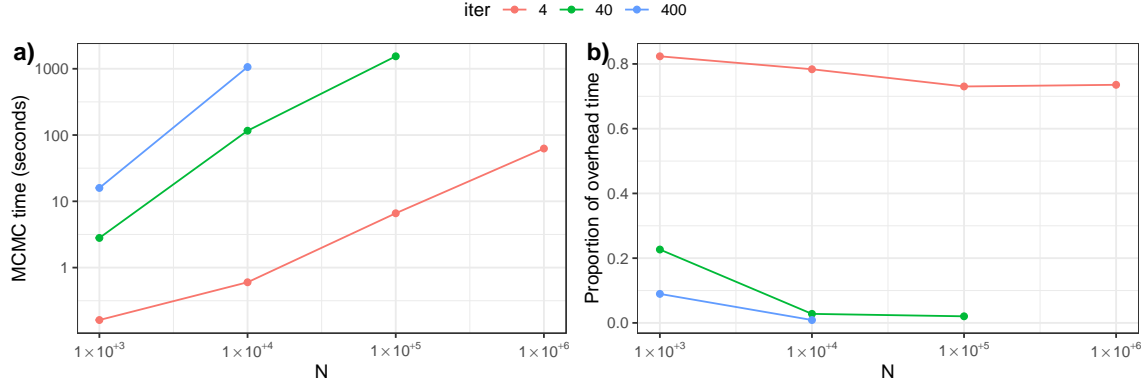 iter 4 40 400
a)
MCMC time (seconds)
1000
100
10
1
1×10⁺³ 1×10⁺⁴ 1×10⁺⁵ 1×10⁺⁶
N
b)
Proportion of overhead time
0.8
0.6
0.4
0.2
0.0
1×10⁺³ 1×10⁺⁴ 1×10⁺⁵ 1×10⁺⁶
N